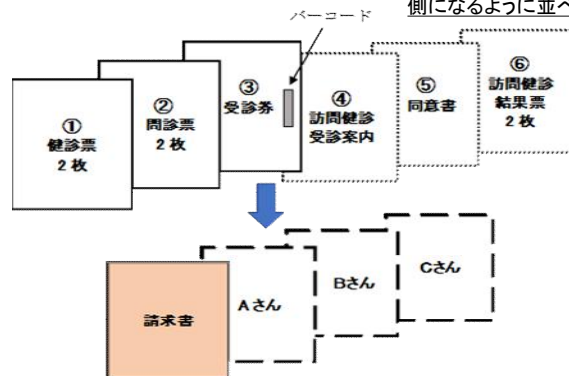 側になるように並べ
バーコード
①
健診票
2枚
②
問診票
2枚
③
受診券
④
訪問健診
受診案内
⑤
同意書
⑥
訪問健診
結果票
2枚
請求書
Aさん
Bさん
Cさん